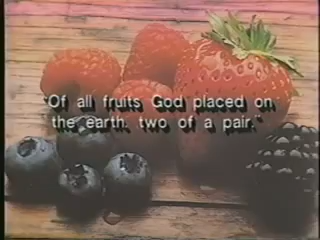 "Of all fruits God placed on
the earth, two of a pair."